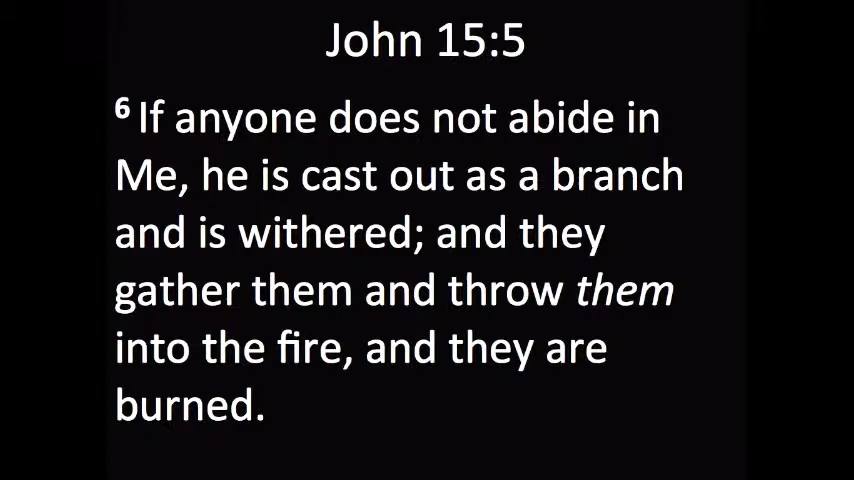 John 15:5
6 If anyone does not abide in
Me, he is cast out as a branch
and is withered; and they
gather them and throw them
into the fire, and they are
burned.